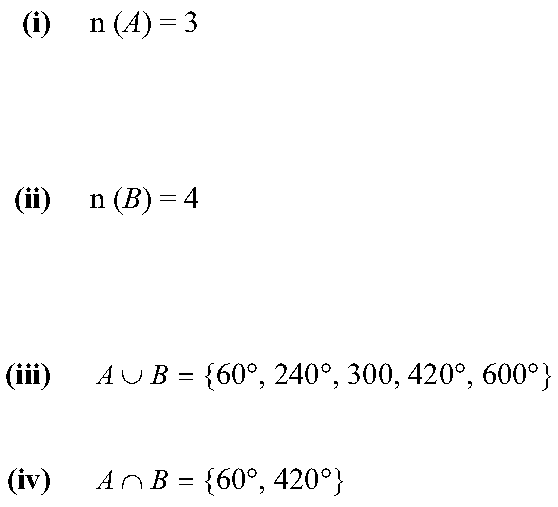 (i) n (A) = 3
(ii) n (B) = 4
(iii) A ∪ B = {60°, 240°, 300, 420°, 600°}
(iv) A ∩ B = {60°, 420°}